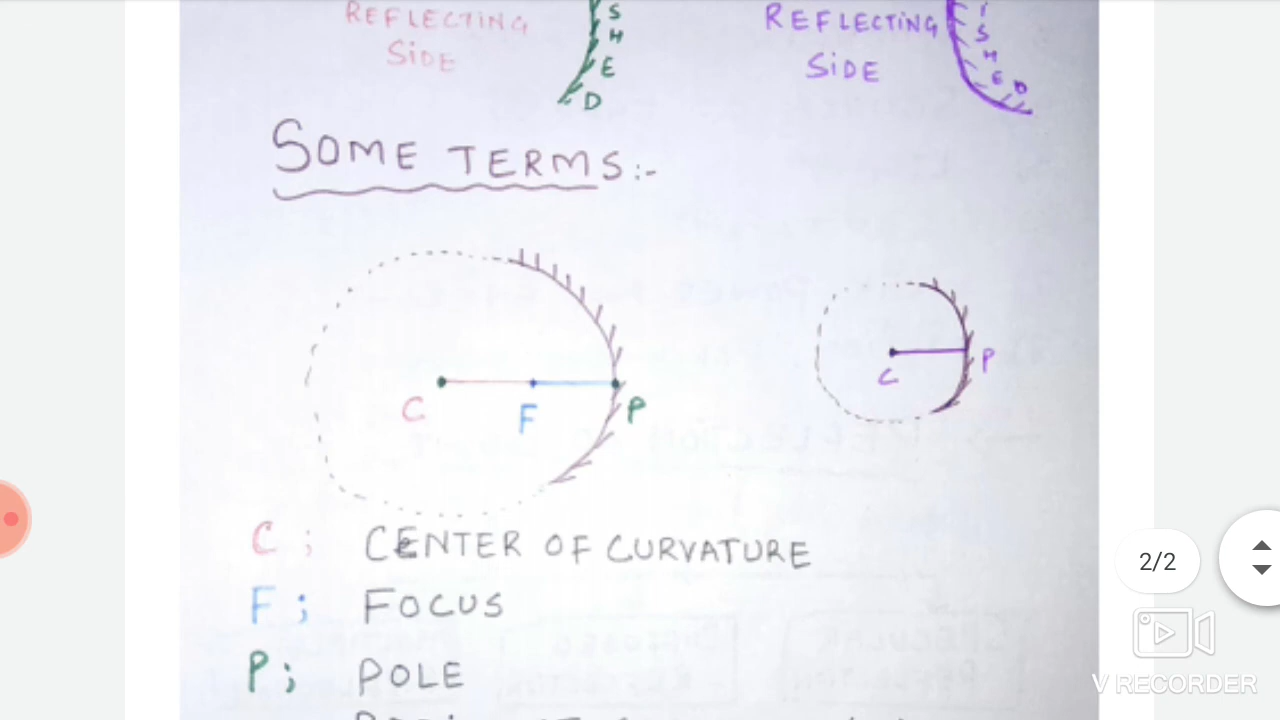 REFLECTING
SiDE
S
H
E
D
REFLECTING
SiDE
S
H
E
D
SOME TERMS:-
C
F
P
C
P
C; CENTER OF CURVATURE
F; FOCUS
P; POLE
2/2
V RECORDER